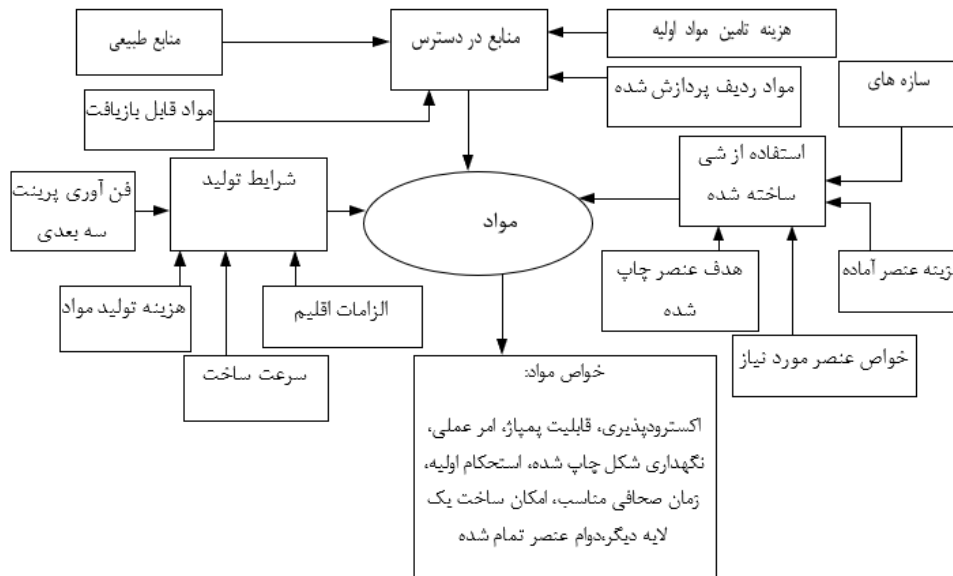 منابع طبیعی
منابع در دسترس
هزینه تامین مواد اولیه
مواد قابل بازیافت
مواد ردیف پردازش شده
سازه های
فن آوری پرینت
سه بعدی
شرایط تولید
استفاده از شی
ساخته شده
مواد
هزینه تولید مواد
الزامات اقلیم
سرعت ساخت
هدف عنصر چاپ
شده
خواص عنصر مورد نیاز
زینه عنصر آماده
خواص مواد:
اکسترودپذیری، قابلیت پمپاژ، امر عملی،
نگهداری شکل چاپ شده، استحکام اولیه،
زمان صحافی مناسب، امکان ساخت یک
لایه دیگر،دوام عنصر تمام شده